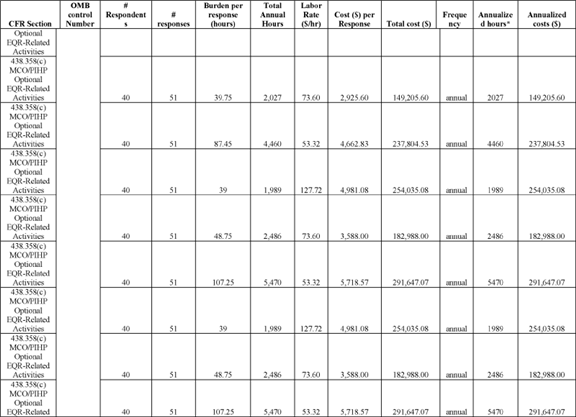 CFR Section OMB control Number # Respondents # responses Burden per response (hours) Total Annual Hours Labor Rate ($/hr) Cost ($) per Response Total cost ($) Frequency Annualized hours* Annualized costs ($)
Optional
EQR-Related
Activities
438.358(c)
MCO/PIHP
Optional
EQR-Related
Activities 40 51 39.75 2,027 73.60 2,925.60 149,205.60 annual 2027 149,205.60
438.358(c)
MCO/PIHP
Optional
EQR-Related
Activities 40 51 87.45 4,460 53.32 4,662.83 237,804.53 annual 4460 237,804.53
438.358(c)
MCO/PIHP
Optional
EQR-Related
Activities 40 51 39 1,989 127.72 4,981.08 254,035.08 annual 1989 254,035.08
438.358(c)
MCO/PIHP
Optional
EQR-Related
Activities 40 51 48.75 2,486 73.60 3,588.00 182,988.00 annual 2486 182,988.00
438.358(c)
MCO/PIHP
Optional
EQR-Related
Activities 40 51 107.25 5,470 53.32 5,718.57 291,647.07 annual 5470 291,647.07
438.358(c)
MCO/PIHP
Optional
EQR-Related
Activities 40 51 39 1,989 127.72 4,981.08 254,035.08 annual 1989 254,035.08
438.358(c)
MCO/PIHP
Optional
EQR-Related
Activities 40 51 48.75 2,486 73.60 3,588.00 182,988.00 annual 2486 182,988.00
438.358(c)
MCO/PIHP
Optional
EQR-Related 40 51 107.25 5,470 53.32 5,718.57 291,647.07 annual 5470 291,647.07